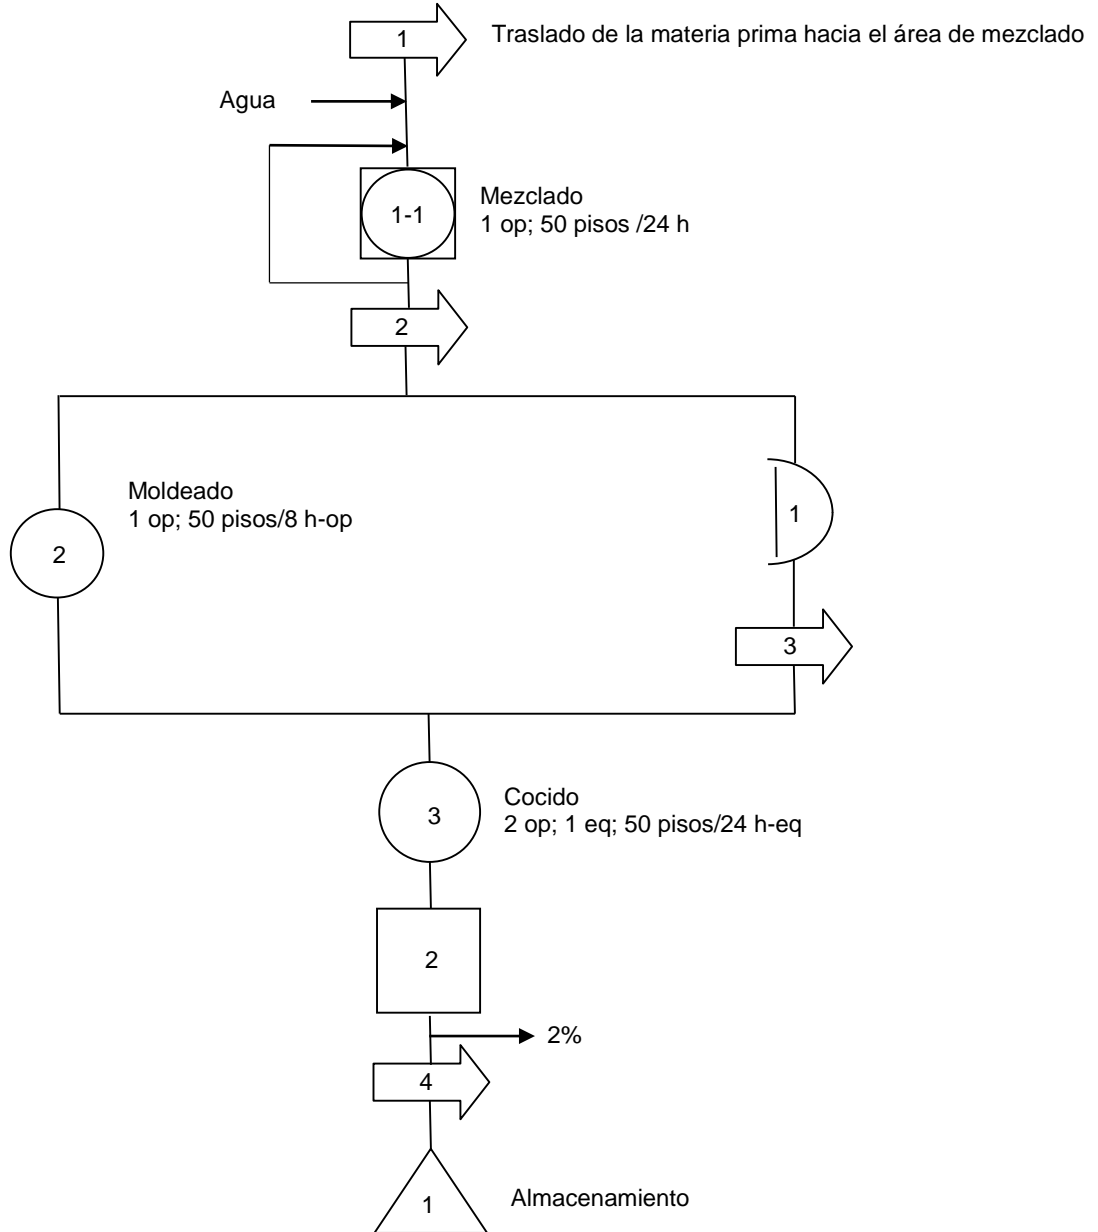 1
Traslado de la materia prima hacia el área de mezclado
Agua
1-1
Mezclado
1 op; 50 pisos /24 h
2
Moldeado
1 op; 50 pisos/8 h-op
2
1
3
3
Cocido
2 op; 1 eq; 50 pisos/24 h-eq
2
2%
4
1
Almacenamiento